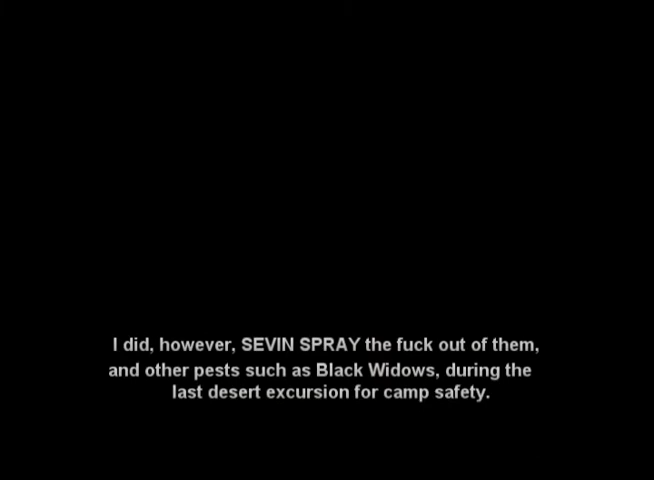 I did, however, SEVIN SPRAY the fuck out of them,
and other pests such as Black Widows, during the
last desert excursion for camp safety.